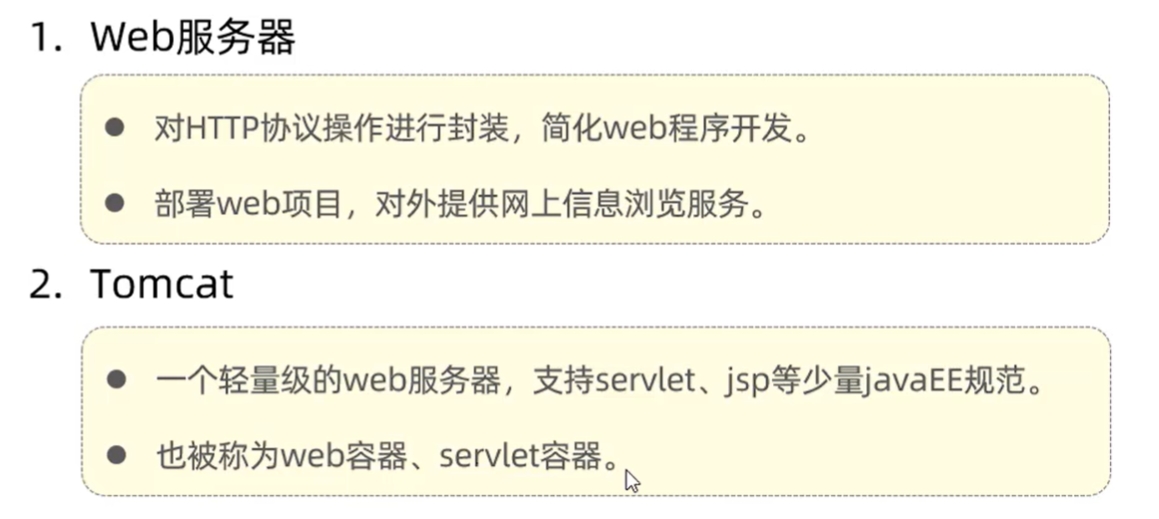 1. Web服务器
● 对HTTP协议操作进行封装，简化web程序开发。
● 部署web项目，对外提供网上信息浏览服务。
2. Tomcat
● 一个轻量级的web服务器，支持servlet、jsp等少量javaEE规范。
● 也被称为web容器、servlet容器。